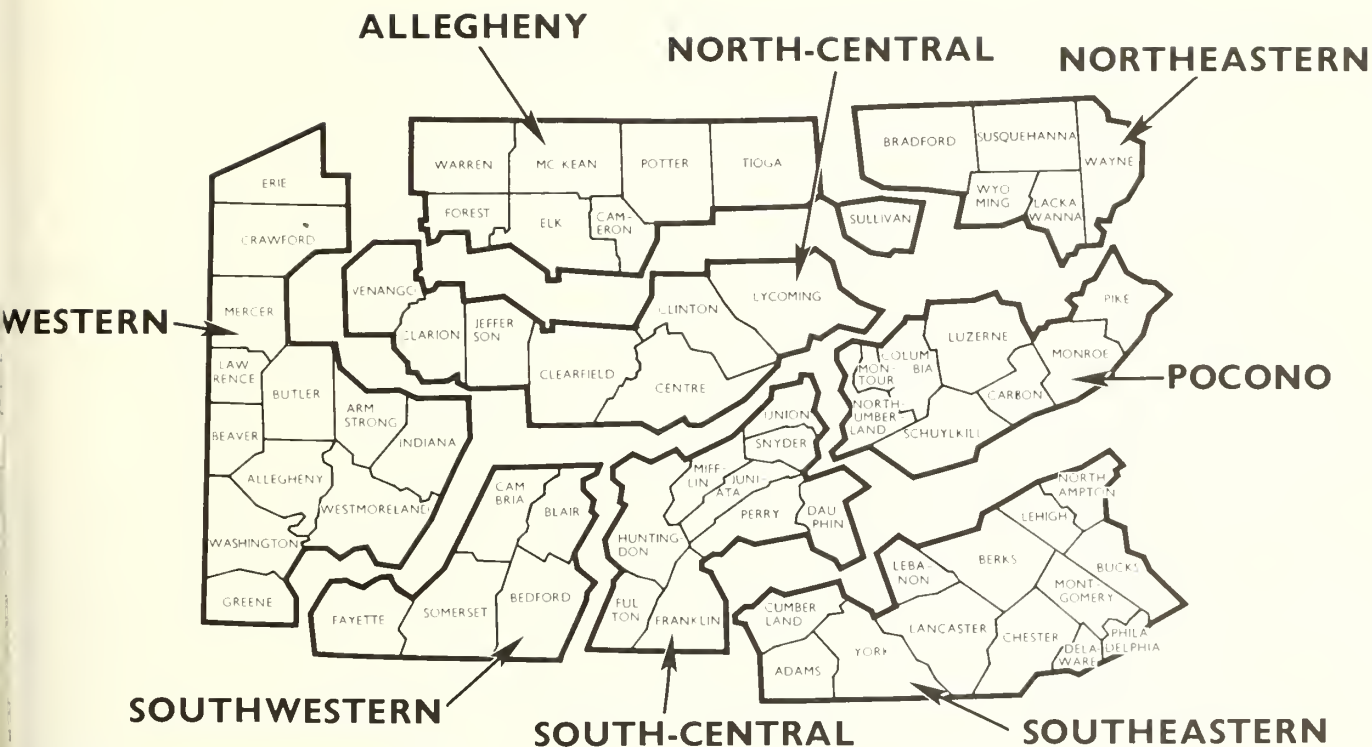 ALLEGHENY
NORTH-CENTRAL
NORTHEASTERN
WESTERN
POCONO
SOUTHWESTERN
SOUTH-CENTRAL
SOUTHEASTERN
ERIE
CRAWFORD
MERCER
LAW
RENCE
BUTLER
BEAVER
ARM
STRONG
INDIANA
ALLEGHENY
WESTMORELAND
WASHINGTON
GREENE
WARREN
MC KEAN
POTTER
TIOGA
FOREST
ELK
CAM-
ERON
VENANGO
CLARION
JEFFER
SON
CLEARFIELD
CENTRE
CLINTON
LYCOMING
SULLIVAN
BRADFORD
SUSQUEHANNA
WAYNE
WYO
MING
LACKA
WANNA
PIKE
MONROE
CARBON
LUZERNE
COLUM
BIA
MON-
TOUR
NORTH-
UMBER-
LAND
SCHUYLKILL
UNION
SNYDER
MIFF-
LIN
JUNI-
ATA
PERRY
DAU
PHIN
HUNTING-
DON
FUL
TON
FRANKLIN
CAM
BRIA
BLAIR
BEDFORD
SOMERSET
FAYETTE
CUMBER
LAND
ADAMS
YORK
LANCASTER
LEBA-
NON
BERKS
LEHIGH
NORTH
AMPTON
BUCKS
MONT-
GOMERY
CHESTER
DELA-
WARE
PHILA
DELPHIA